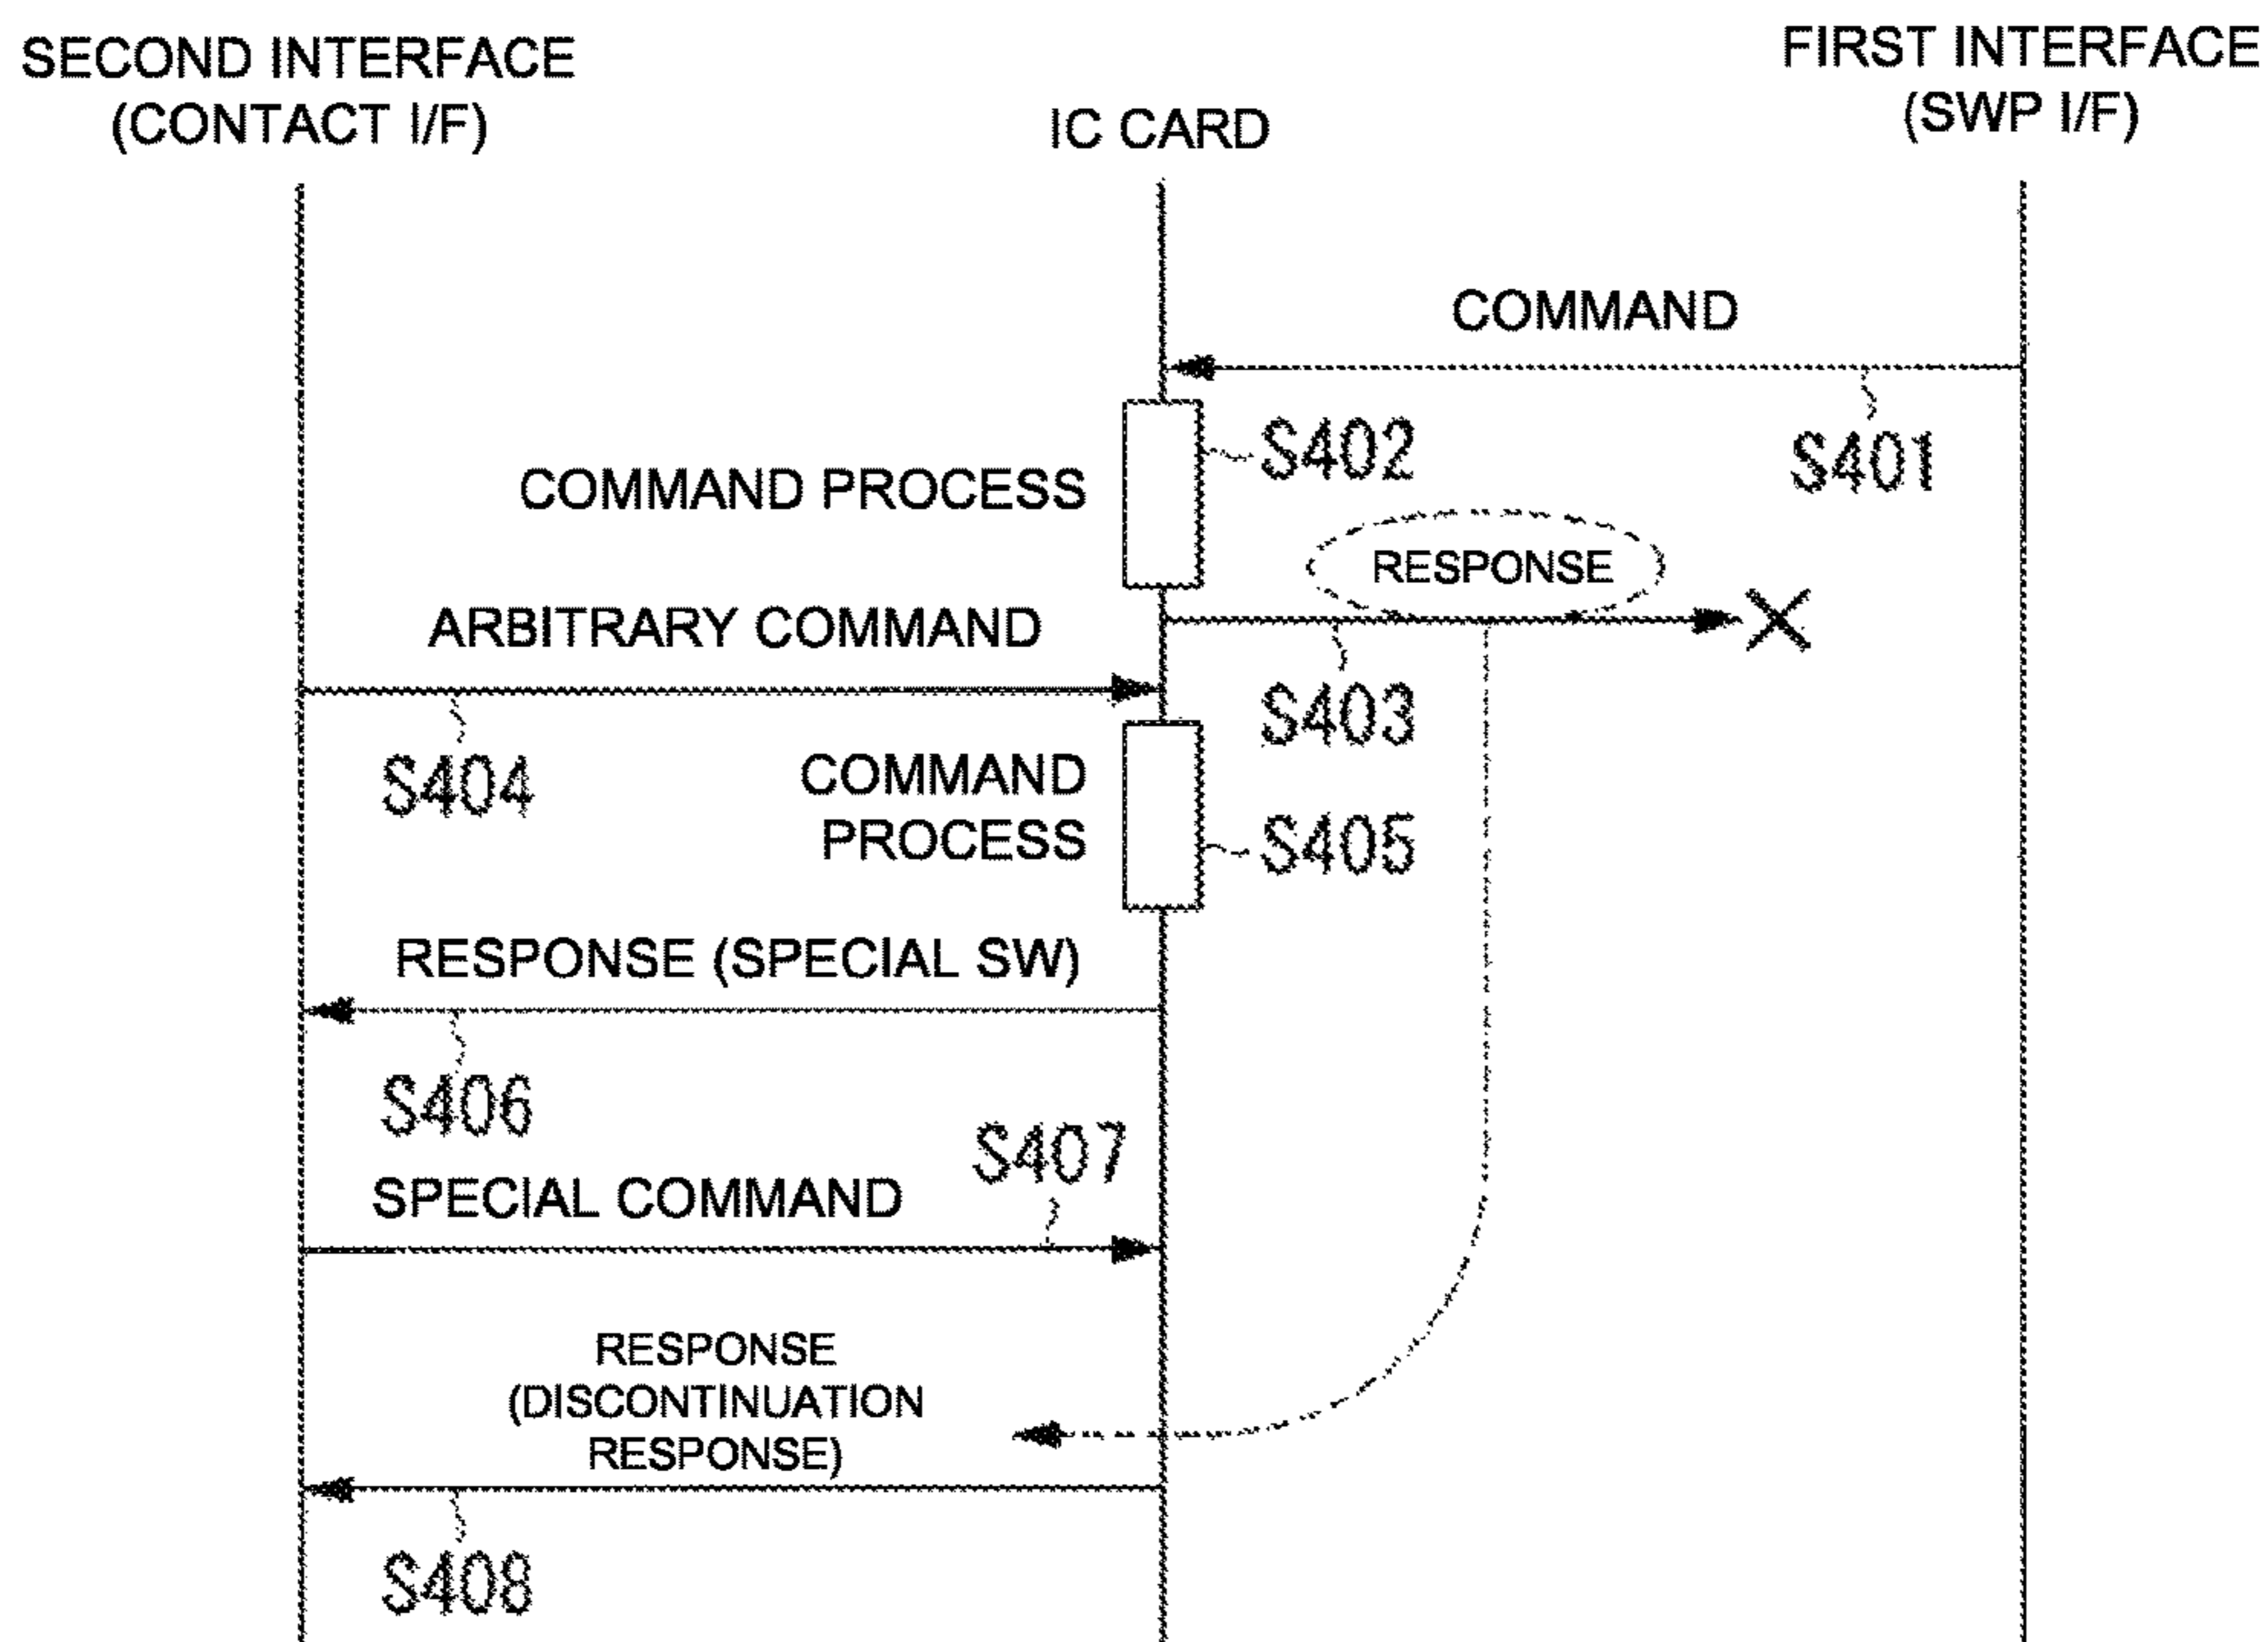 SECOND INTERFACE
(CONTACT I/F)
IC CARD
FIRST INTERFACE
(SWP I/F)
COMMAND
S401
S402
COMMAND PROCESS
RESPONSE
S403
ARBITRARY COMMAND
S404
COMMAND
PROCESS
S405
RESPONSE (SPECIAL SW)
S406
S407
SPECIAL COMMAND
RESPONSE
(DISCONTINUATION
RESPONSE)
S408